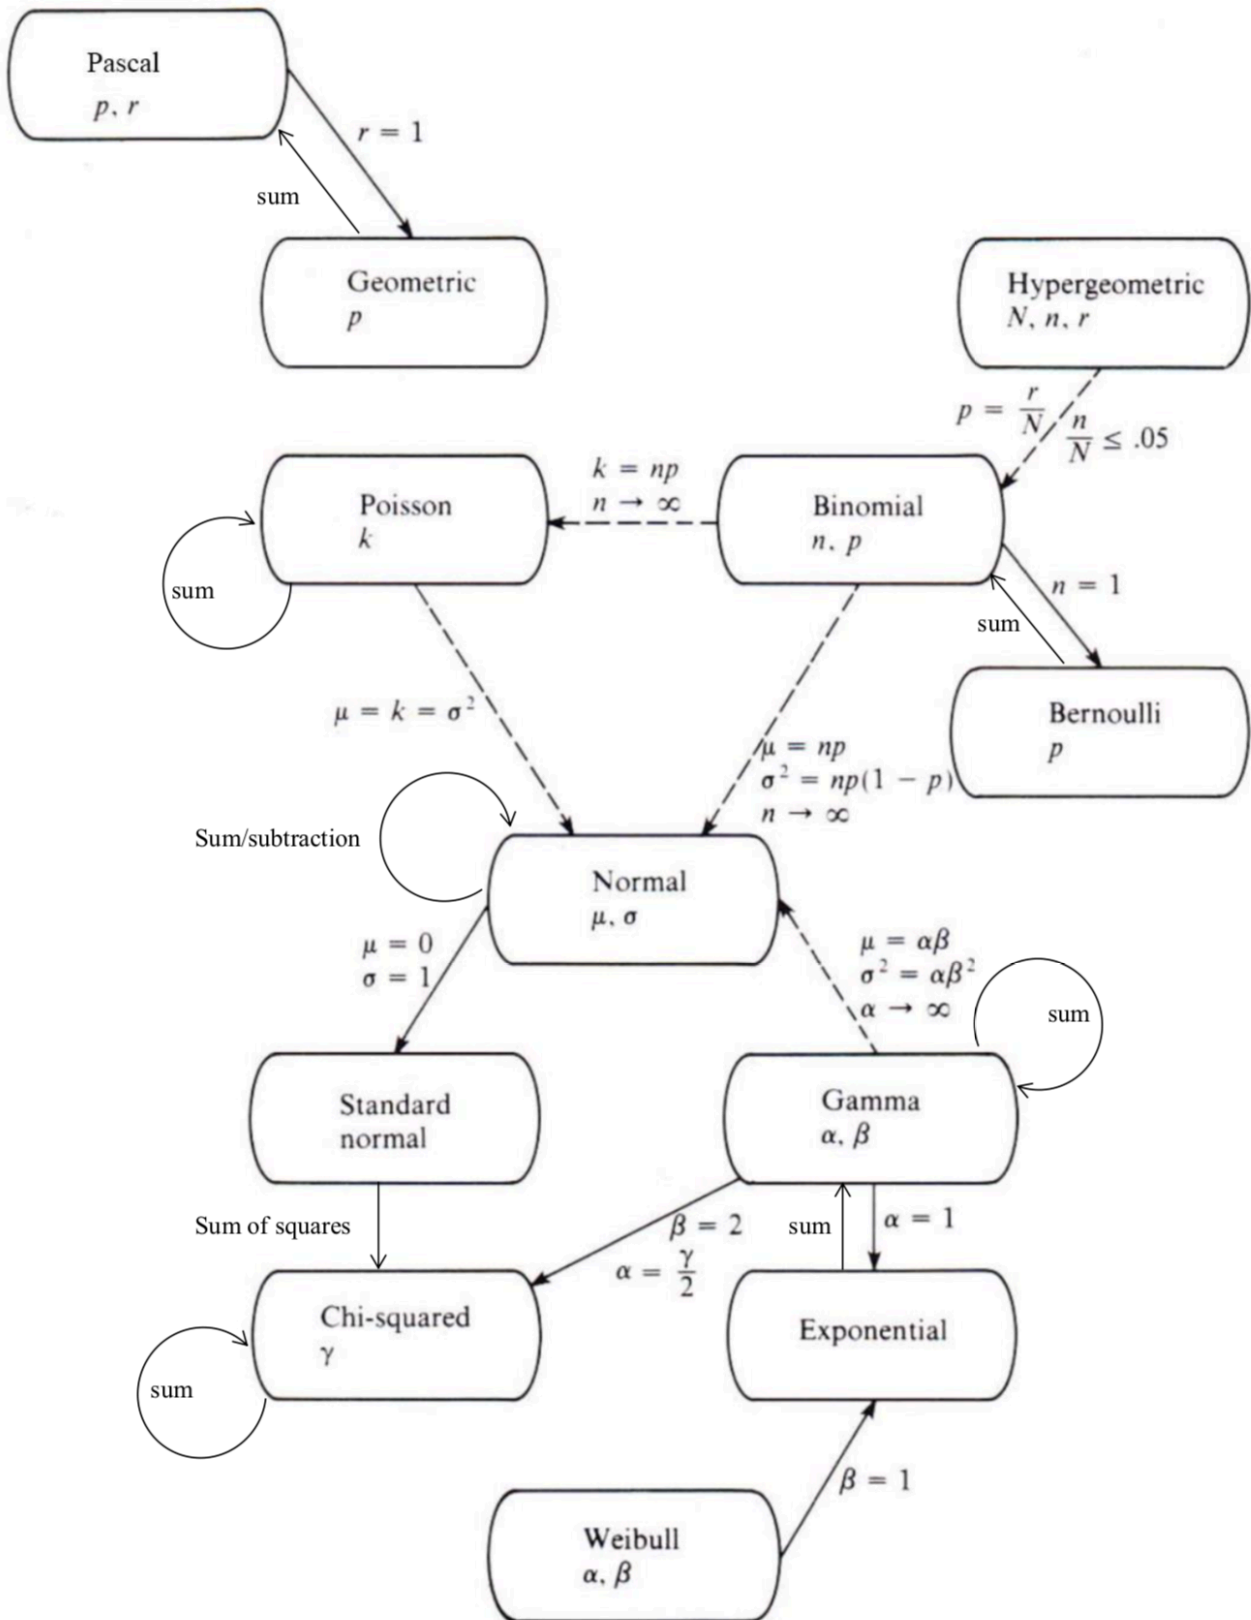 Pascal
p, r
r = 1
sum
Geometric
p
Hypergeometric
N, n, r
p = r/N
n/N ≤ .05
Poisson
k
k = np
n → ∞
Binomial
n, p
sum
n = 1
sum
Bernoulli
p
μ = k = σ²
μ = np
σ² = np(1 − p)
n → ∞
Sum/subtraction
Normal
μ, σ
μ = 0
σ = 1
μ = αβ
σ² = αβ²
α → ∞
sum
Standard
normal
Gamma
α, β
Sum of squares
β = 2
α = γ/2
sum
α = 1
Chi-squared
γ
Exponential
sum
β = 1
Weibull
α, β